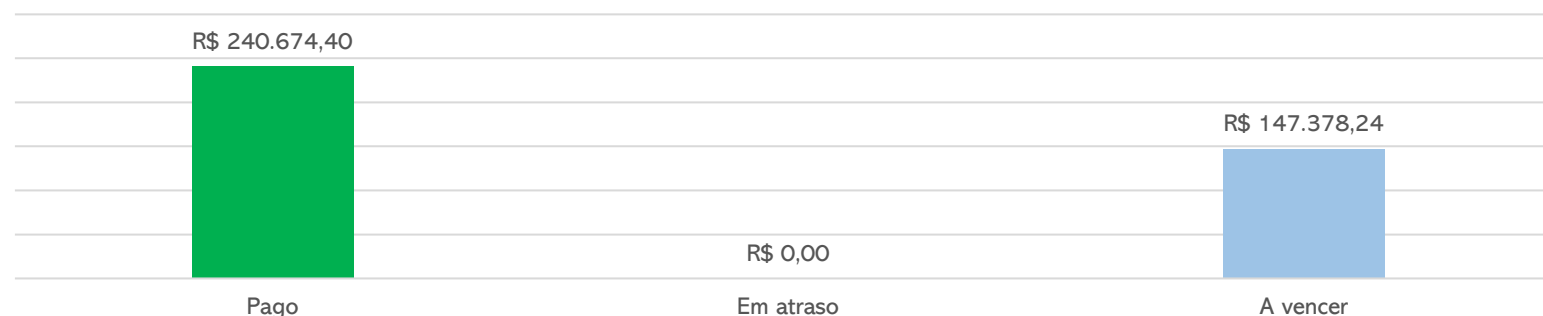 R$ 240.674,40
R$ 147.378,24
R$ 0,00
Pago
Em atraso
A vencer